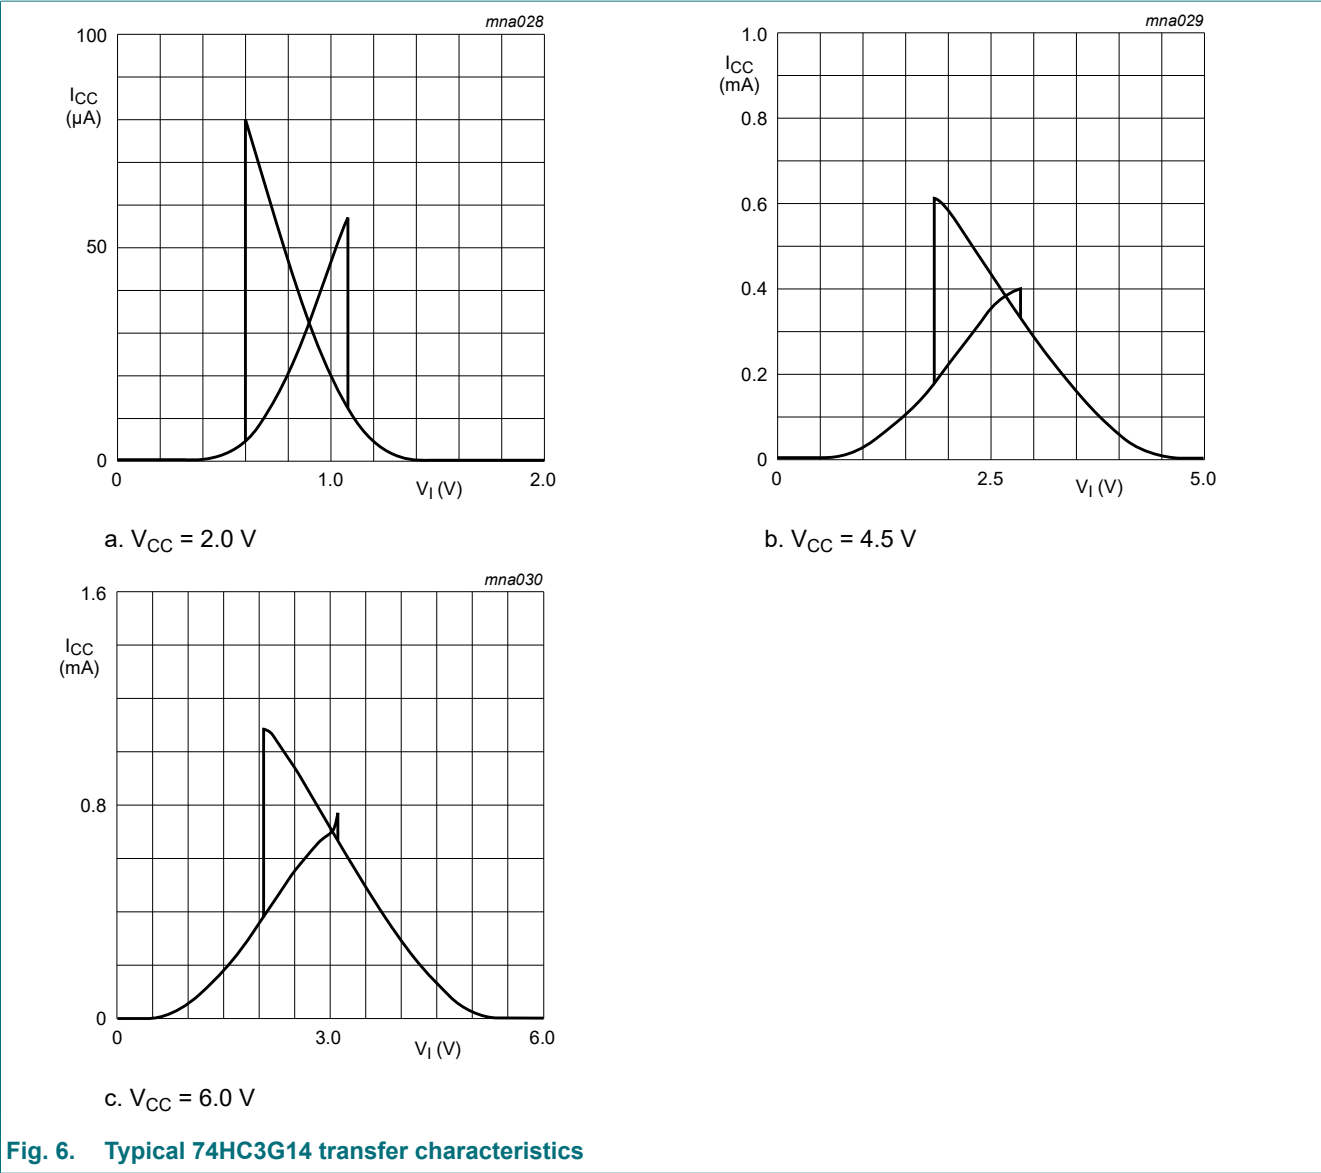 mna028
100
ICC
(µA)
50
0
0
1.0
VI (V)
2.0
a. VCC = 2.0 V
mna029
1.0
ICC
(mA)
0.8
0.6
0.4
0.2
0
0
2.5
VI (V)
5.0
b. VCC = 4.5 V
mna030
1.6
ICC
(mA)
0.8
0
0
3.0
VI (V)
6.0
c. VCC = 6.0 V
Fig. 6. Typical 74HC3G14 transfer characteristics